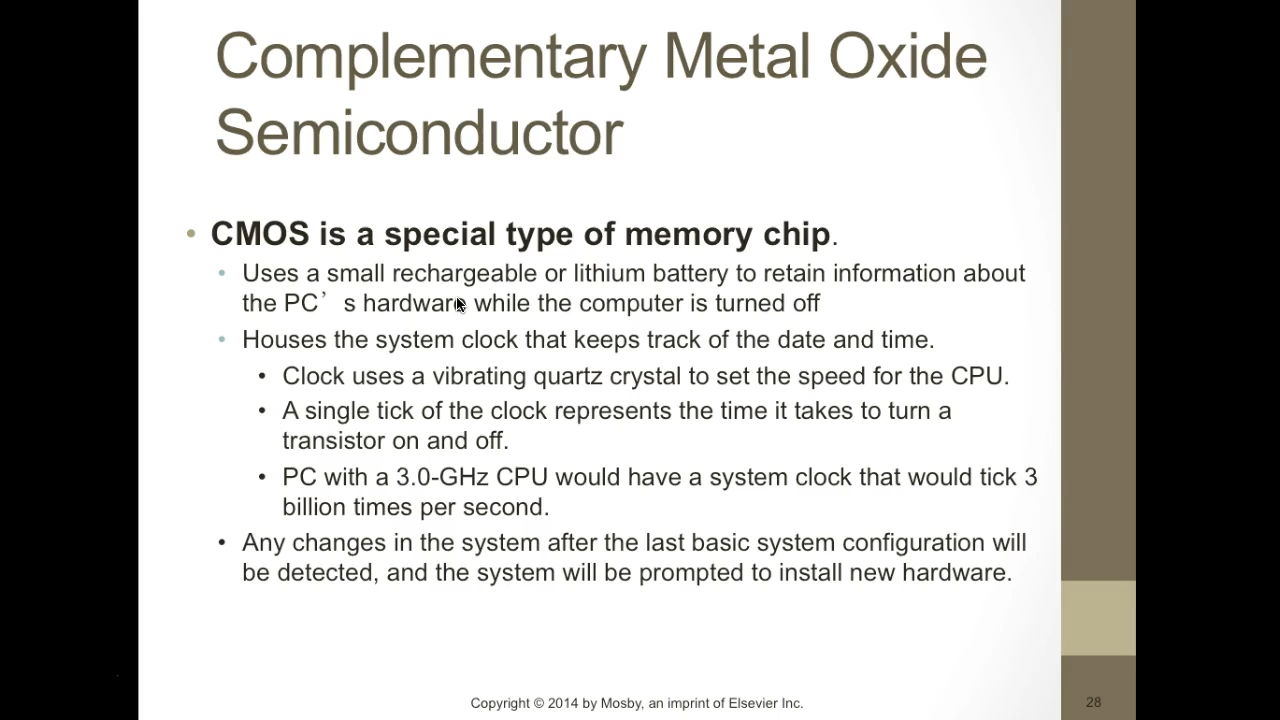 Complementary Metal Oxide
Semiconductor
• CMOS is a special type of memory chip.
• Uses a small rechargeable or lithium battery to retain information about
the PC’ s hardware while the computer is turned off
• Houses the system clock that keeps track of the date and time.
• Clock uses a vibrating quartz crystal to set the speed for the CPU.
• A single tick of the clock represents the time it takes to turn a
transistor on and off.
• PC with a 3.0-GHz CPU would have a system clock that would tick 3
billion times per second.
• Any changes in the system after the last basic system configuration will
be detected, and the system will be prompted to install new hardware.
Copyright © 2014 by Mosby, an imprint of Elsevier Inc.
28